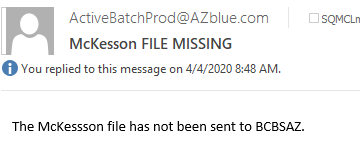 ActiveBatchProd@AZblue.com
SQMCLn
McKesson FILE MISSING
You replied to this message on 4/4/2020 8:48 AM.
The McKessson file has not been sent to BCBSAZ.